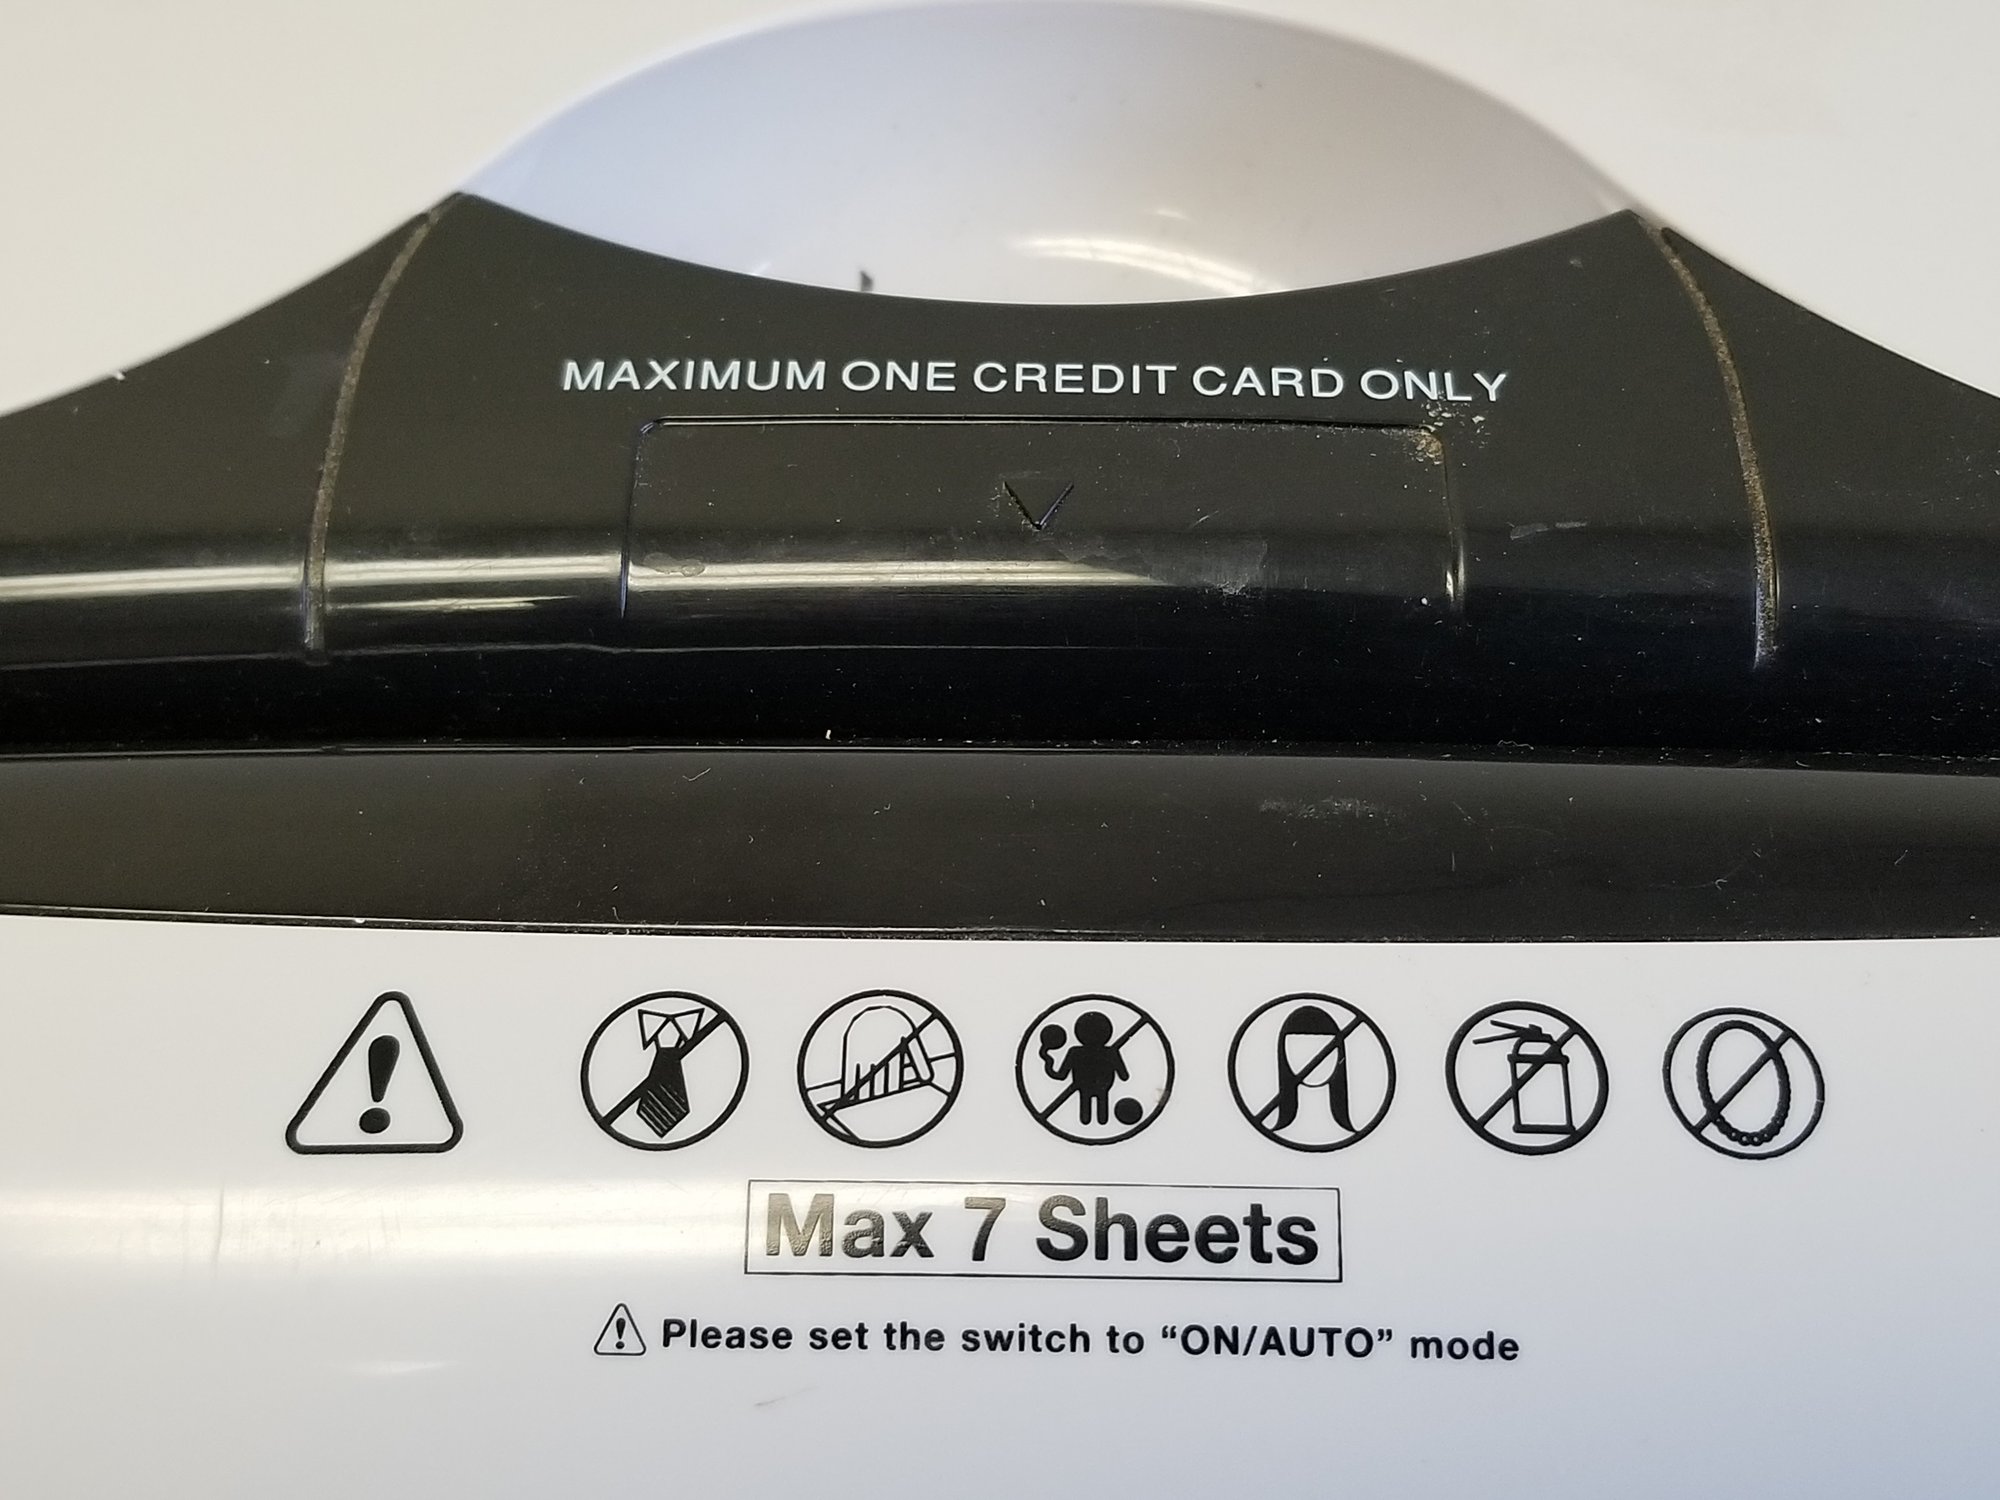 MAXIMUM ONE CREDIT CARD ONLY
Max 7 Sheets
Please set the switch to “ON/AUTO” mode